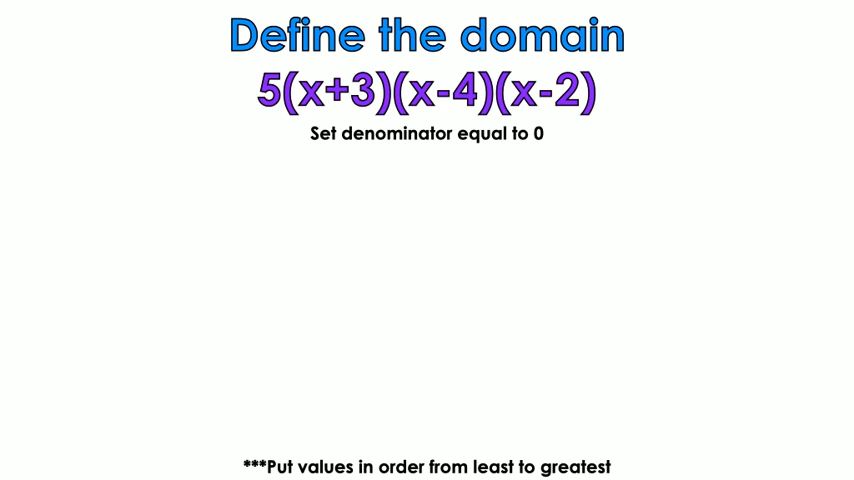 Define the domain
5(x+3)(x-4)(x-2)
Set denominator equal to 0
***Put values in order from least to greatest